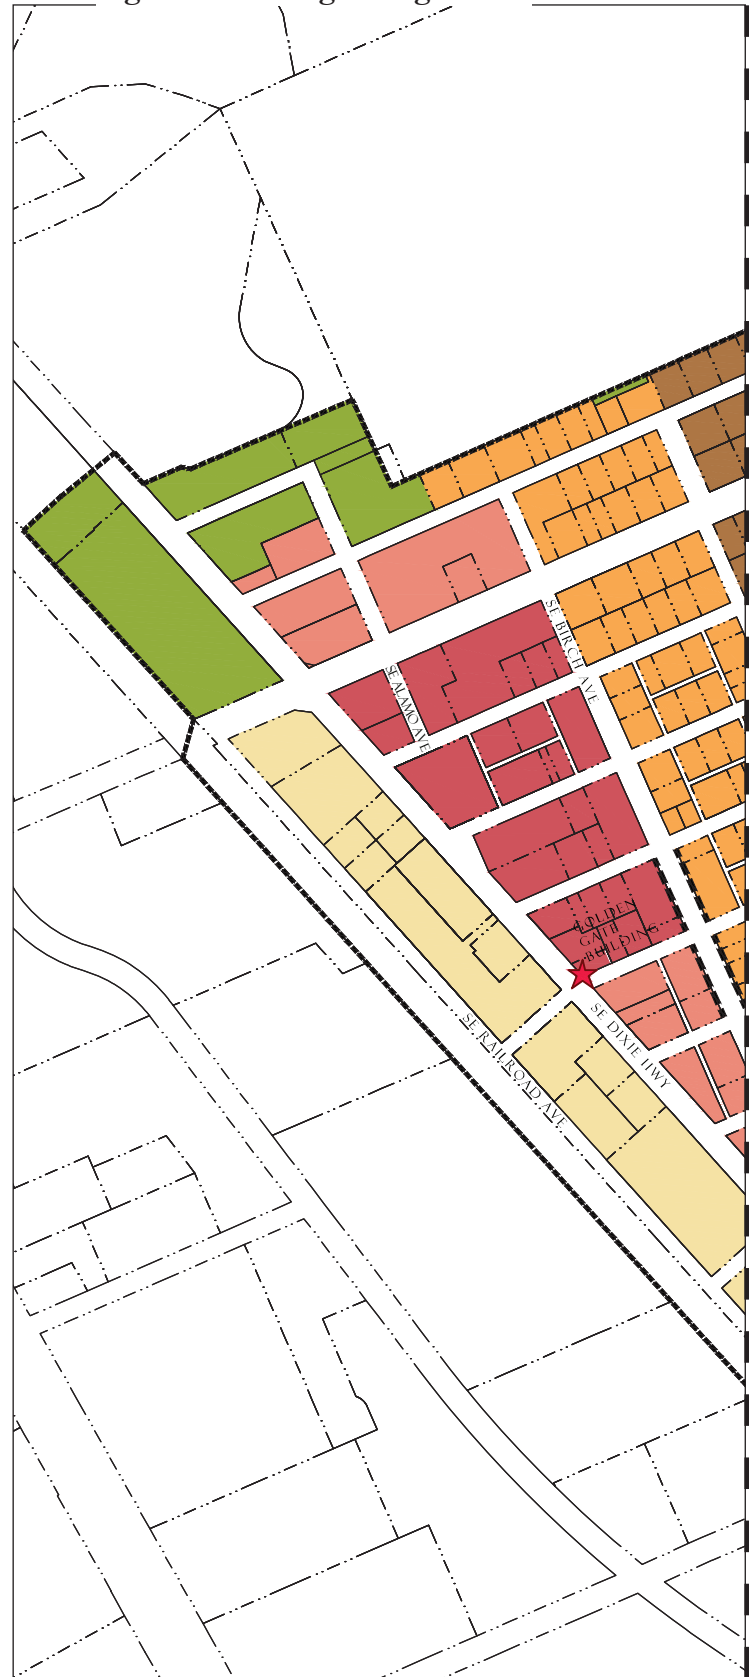 SE BIRCH AVE
SE ALAMO AVE
GOLDEN
GATE
BUILDING
SE DIXIE HWY
SE RAILROAD AVE